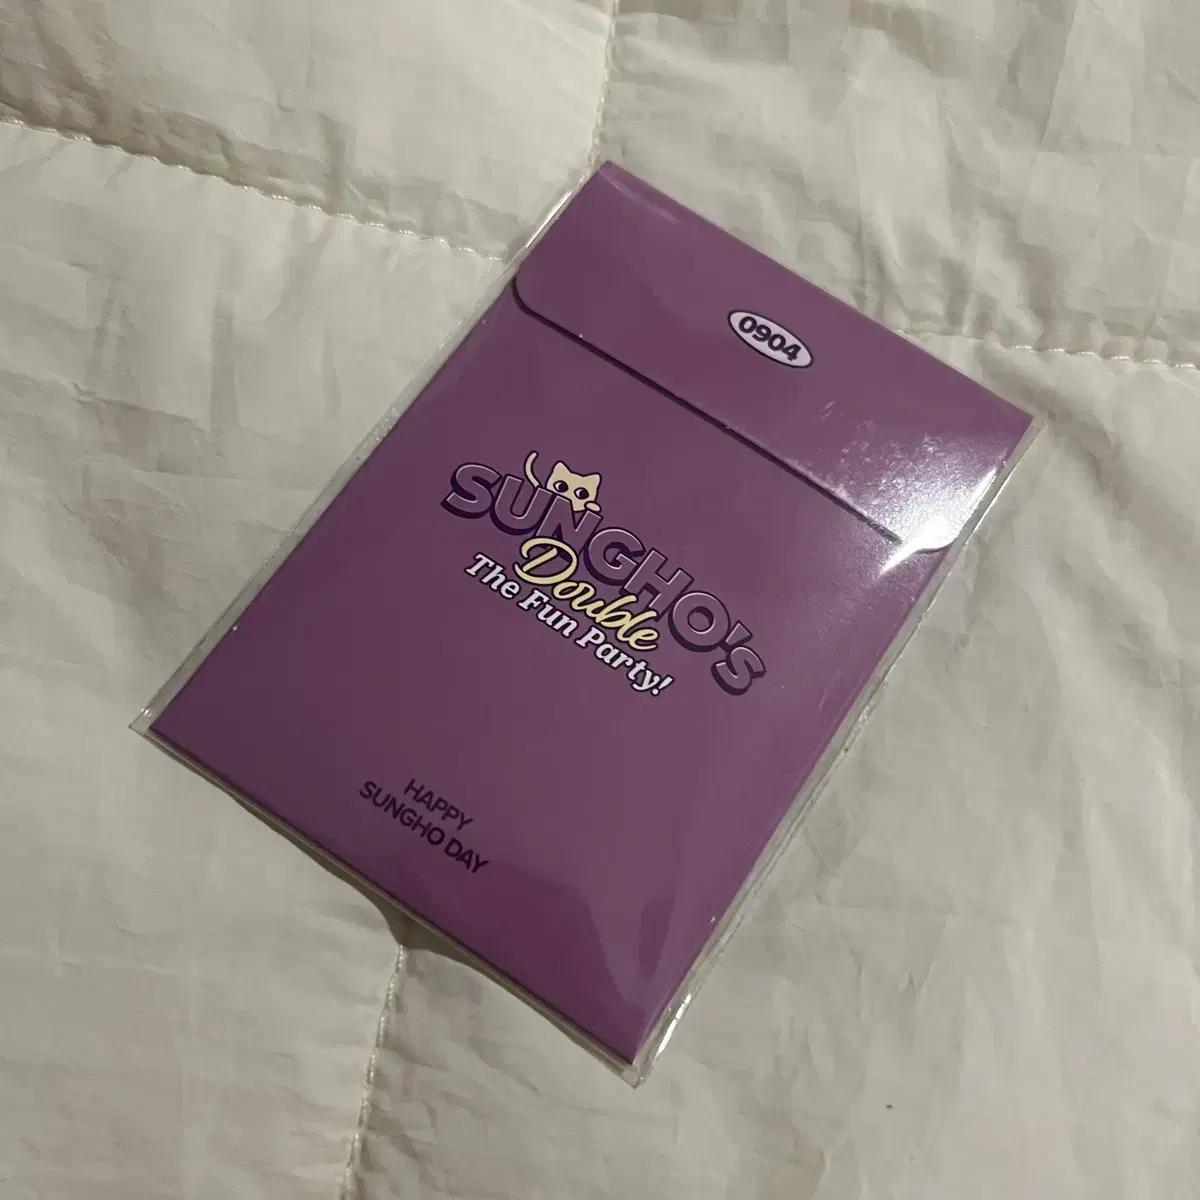 0904
SUNGHO'S
Double
The Fun Party!
HAPPY
SUNGHO DAY